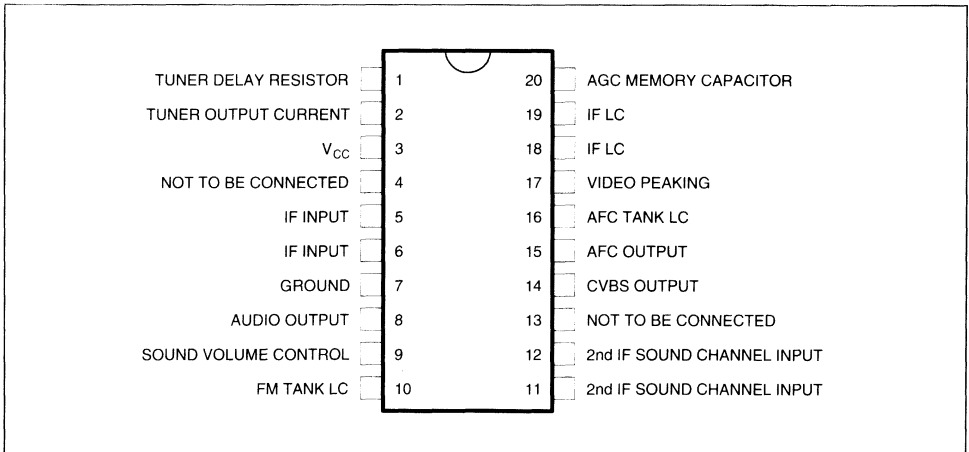 TUNER DELAY RESISTOR 1 20 AGC MEMORY CAPACITOR
TUNER OUTPUT CURRENT 2 19 IF LC
VCC 3 18 IF LC
NOT TO BE CONNECTED 4 17 VIDEO PEAKING
IF INPUT 5 16 AFC TANK LC
IF INPUT 6 15 AFC OUTPUT
GROUND 7 14 CVBS OUTPUT
AUDIO OUTPUT 8 13 NOT TO BE CONNECTED
SOUND VOLUME CONTROL 9 12 2nd IF SOUND CHANNEL INPUT
FM TANK LC 10 11 2nd IF SOUND CHANNEL INPUT